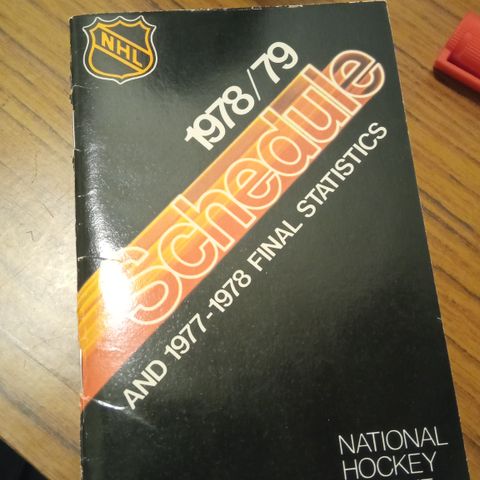 NHL
1978/79
Schedule
AND 1977-1978 FINAL STATISTICS
NATIONAL
HOCKEY